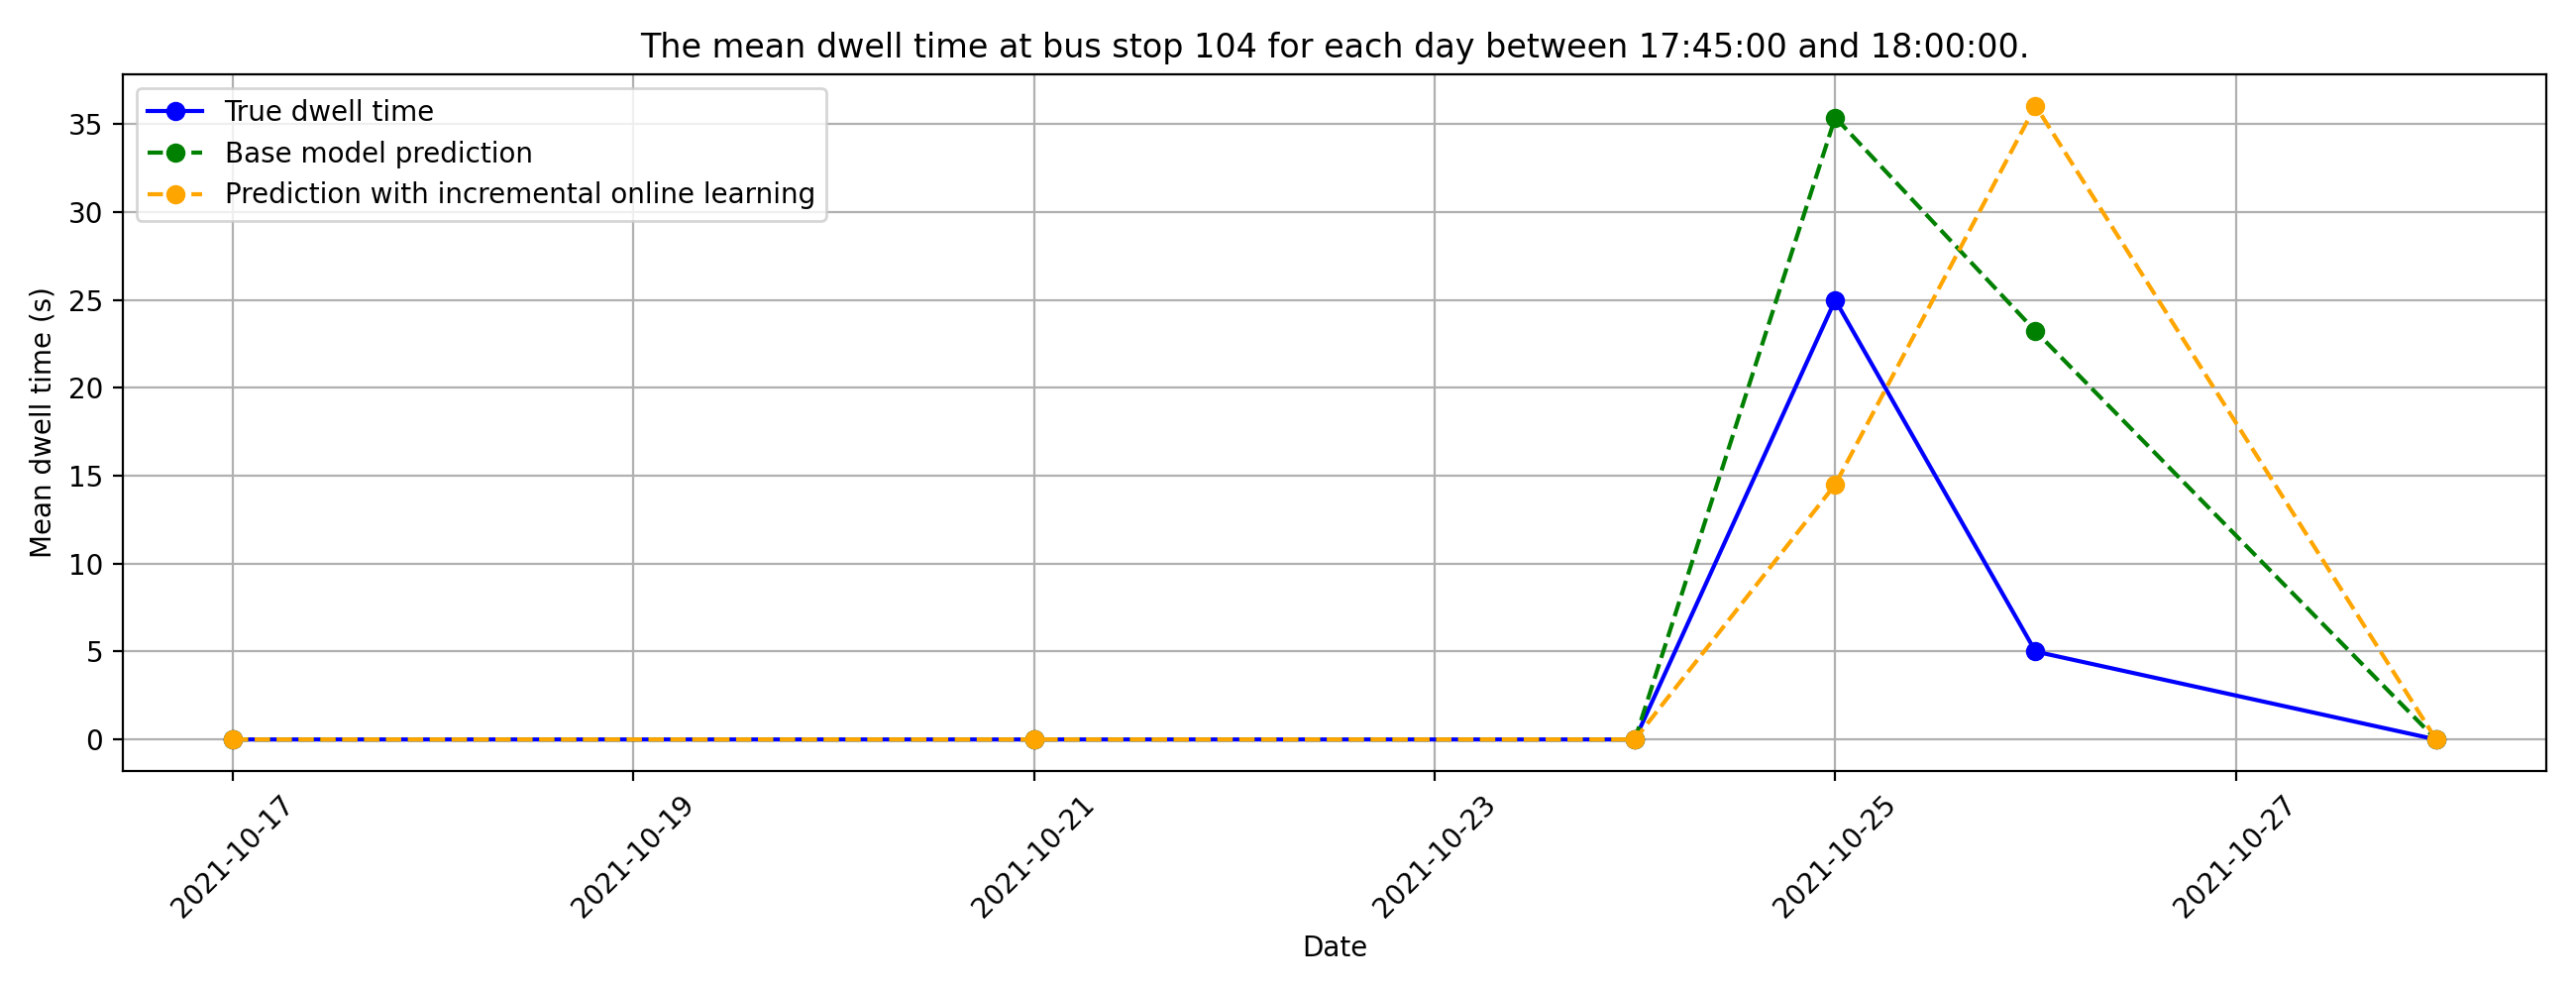 The mean dwell time at bus stop 104 for each day between 17:45:00 and 18:00:00.
True dwell time
Base model prediction
Prediction with incremental online learning
Mean dwell time (s)
35
30
25
20
15
10
5
0
2021-10-17
2021-10-19
2021-10-21
2021-10-23
2021-10-25
2021-10-27
Date